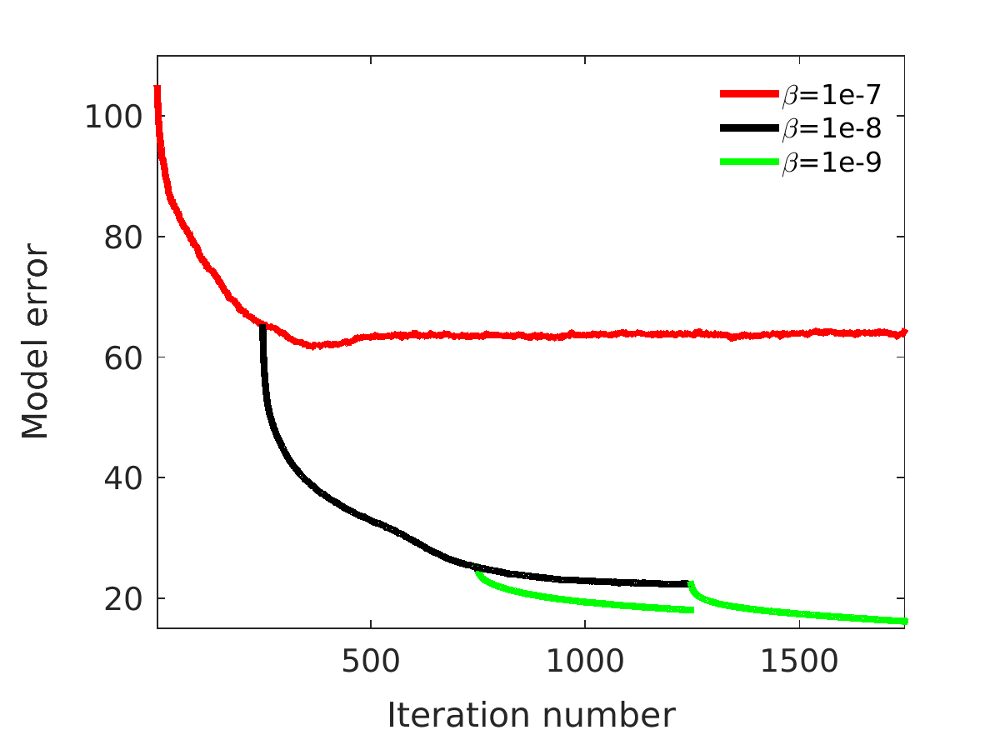 β=1e-7
β=1e-8
β=1e-9
100
80
60
40
20
Model error
500 1000 1500
Iteration number